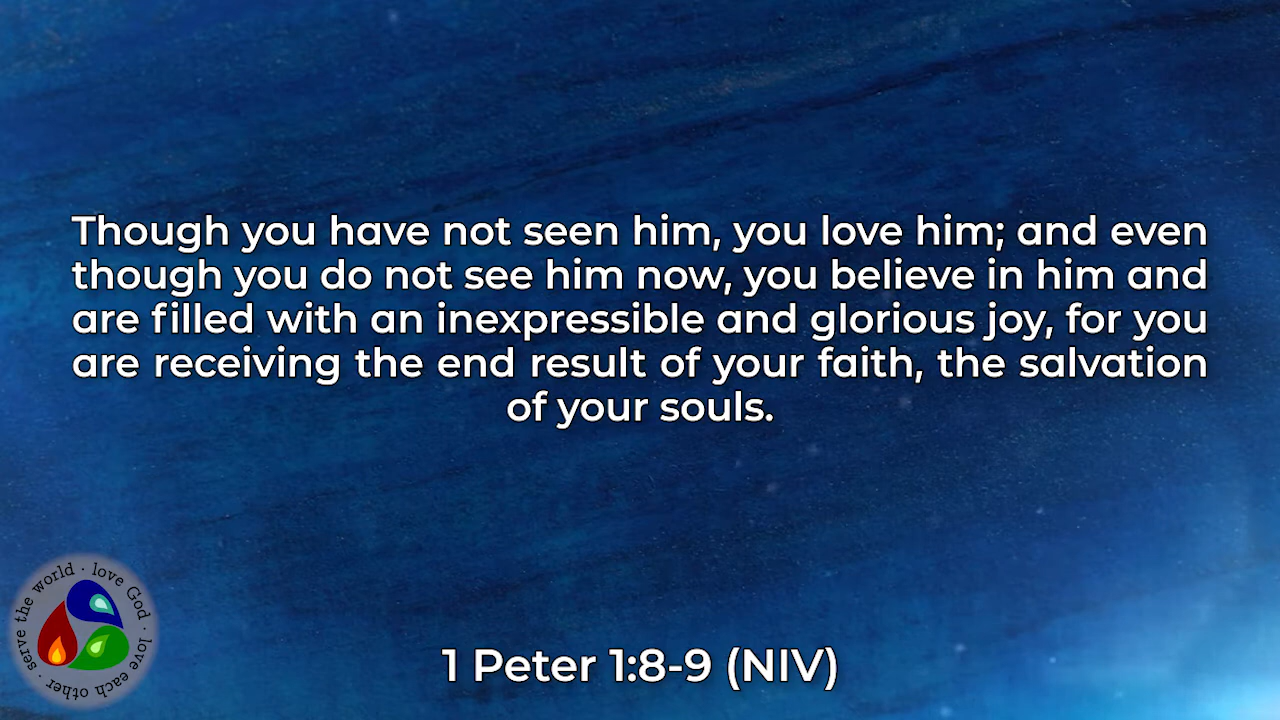 Though you have not seen him, you love him; and even
though you do not see him now, you believe in him and
are filled with an inexpressible and glorious joy, for you
are receiving the end result of your faith, the salvation
of your souls.
serve the world · love God · love each other ·
1 Peter 1:8-9 (NIV)